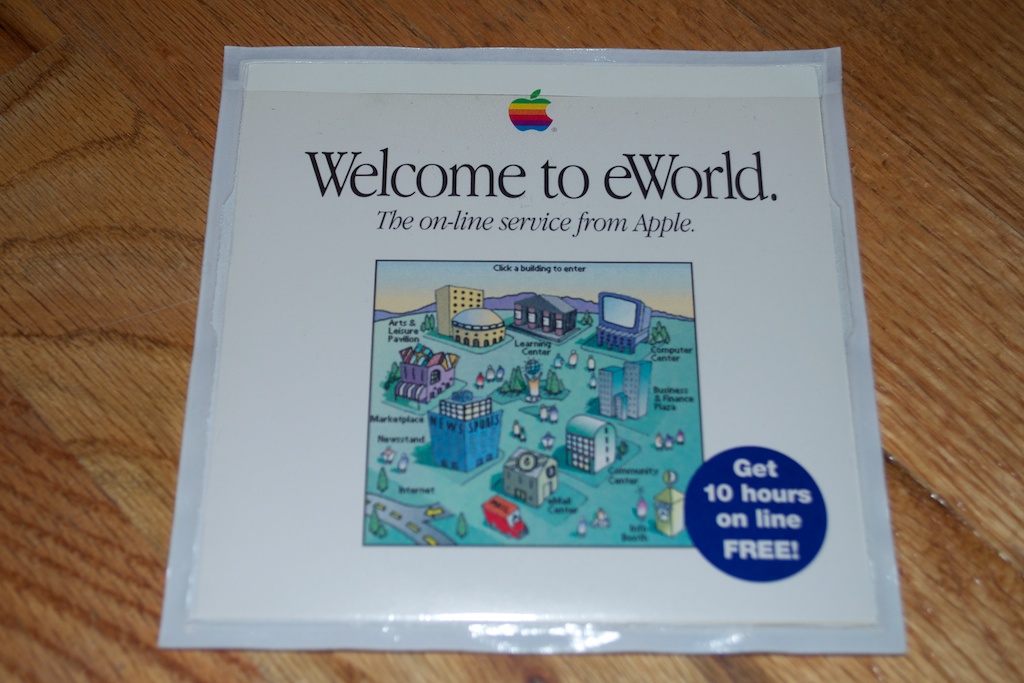 Welcome to eWorld.
The on-line service from Apple.
Click a building to enter
Arts &
Leisure
Pavilion
Learning
Center
Computer
Center
Business
& Finance
Plaza
Marketplace
NEWS SPORTS
Newsstand
Community
Center
Internet
eMail
Center
Info
Booth
Get
10 hours
on line
FREE!